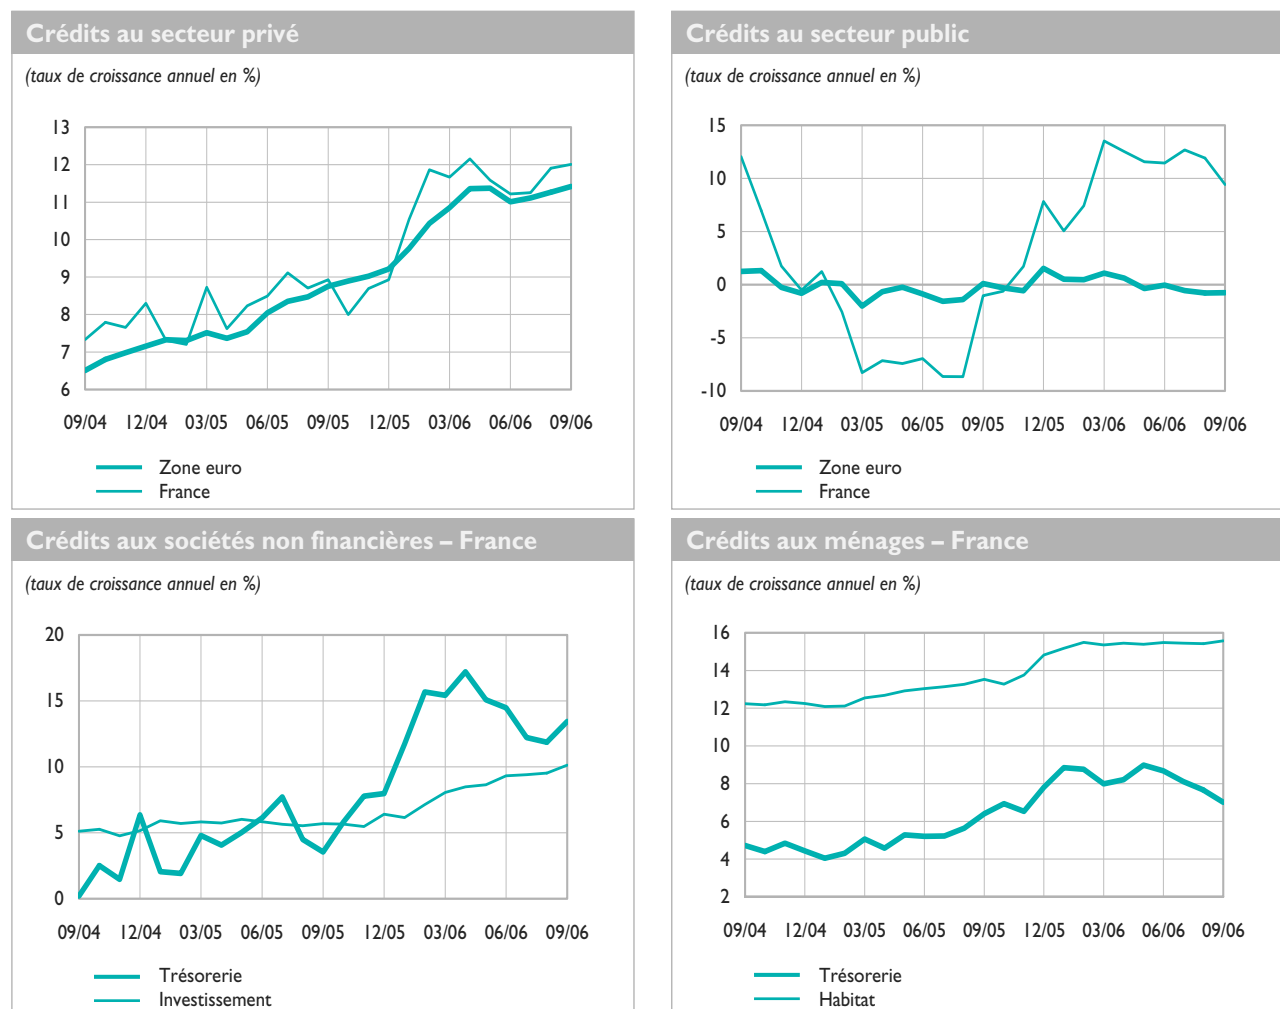 Crédits au secteur privé
(taux de croissance annuel en %)
13
12
11
10
9
8
7
6
09/04 12/04 03/05 06/05 09/05 12/05 03/06 06/06 09/06
Zone euro
France
Crédits au secteur public
(taux de croissance annuel en %)
15
10
5
0
-5
-10
09/04 12/04 03/05 06/05 09/05 12/05 03/06 06/06 09/06
Zone euro
France
Crédits aux sociétés non financières – France
(taux de croissance annuel en %)
20
15
10
5
0
09/04 12/04 03/05 06/05 09/05 12/05 03/06 06/06 09/06
Trésorerie
Investissement
Crédits aux ménages – France
(taux de croissance annuel en %)
16
14
12
10
8
6
4
2
09/04 12/04 03/05 06/05 09/05 12/05 03/06 06/06 09/06
Trésorerie
Habitat